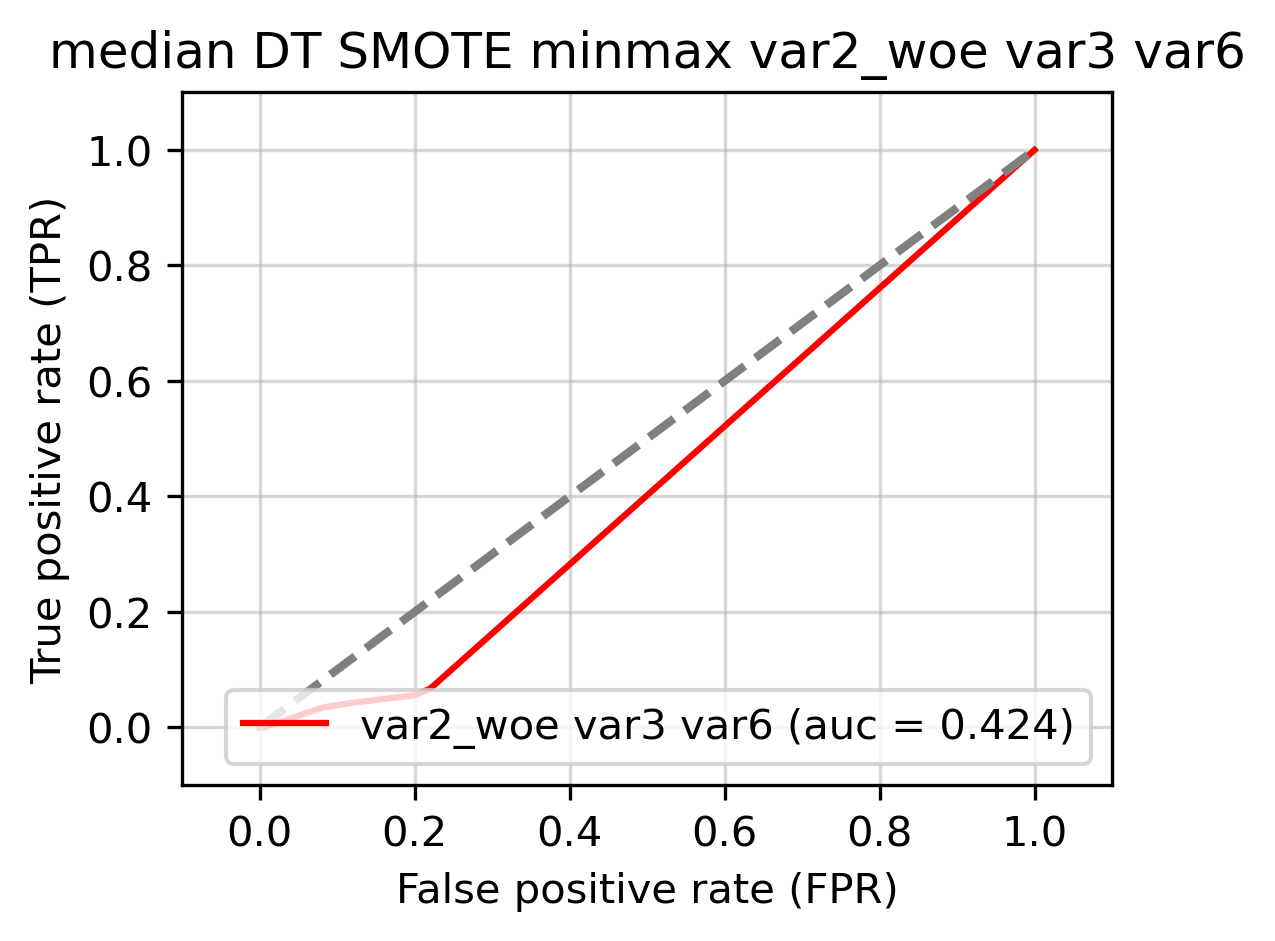 median DT SMOTE minmax var2_woe var3 var6
True positive rate (TPR)
1.0
0.8
0.6
0.4
0.2
0.0
var2_woe var3 var6 (auc = 0.424)
0.0 0.2 0.4 0.6 0.8 1.0
False positive rate (FPR)